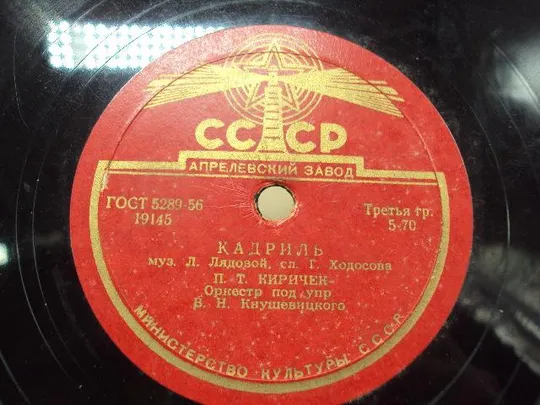 СССР
АПРЕЛЕВСКИЙ ЗАВОД
ГОСТ 5289-56
19145
Третья гр.
5-70
КАДРИЛЬ
муз. Л. Лядовой, сл. Г. Ходосова
П. Т. КИРИЧЕК
Оркестр под упр
В. Н. Кнушевицкого
МИНИСТЕРСТВО КУЛЬТУРЫ СССР